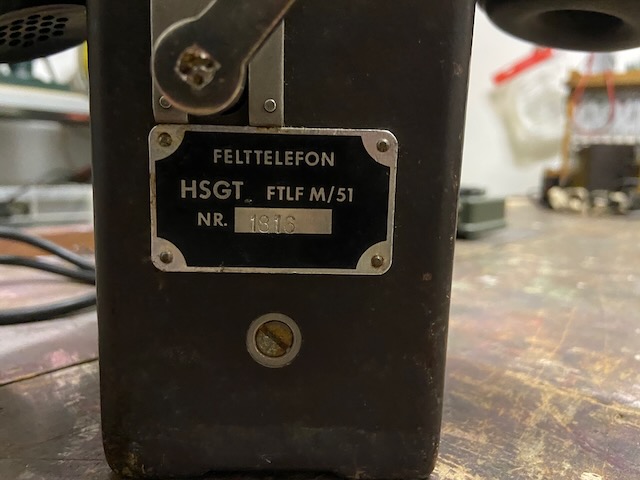 FELTTELEFON
HSGT FTLF M/51
NR. 1816